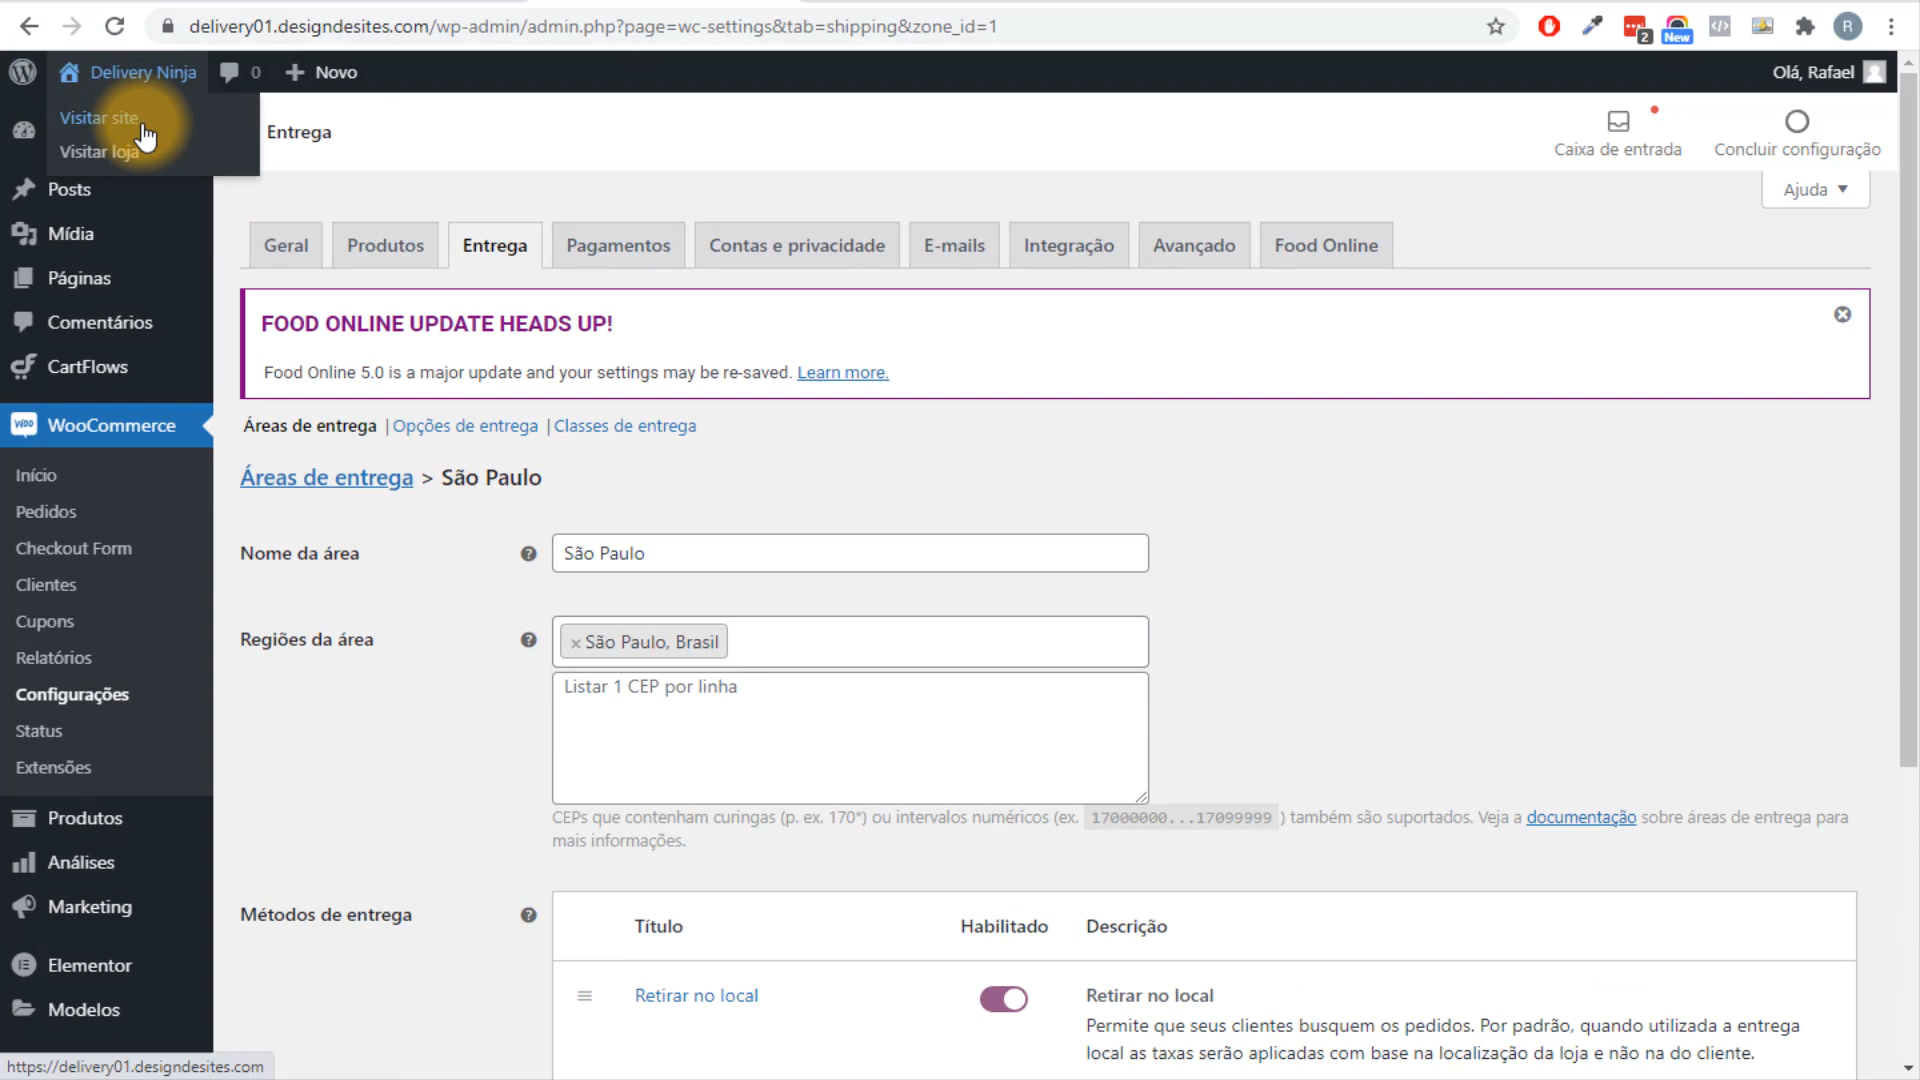 delivery01.designdesites.com/wp-admin/admin.php?page=wc-settings&tab=shipping&zone_id=1
2
New
R
Delivery Ninja
0
Novo
Olá, Rafael
Visitar site
Visitar loja
Entrega
Caixa de entrada
Concluir configuração
Ajuda
Posts
Mídia
Páginas
Comentários
CartFlows
WooCommerce
Início
Pedidos
Checkout Form
Clientes
Cupons
Relatórios
Configurações
Status
Extensões
Produtos
Análises
Marketing
Elementor
Modelos
Geral
Produtos
Entrega
Pagamentos
Contas e privacidade
E-mails
Integração
Avançado
Food Online
FOOD ONLINE UPDATE HEADS UP!
Food Online 5.0 is a major update and your settings may be re-saved. Learn more.
Áreas de entrega | Opções de entrega | Classes de entrega
Áreas de entrega > São Paulo
Nome da área
São Paulo
Regiões da área
× São Paulo, Brasil
Listar 1 CEP por linha
CEPs que contenham curingas (p. ex. 170*) ou intervalos numéricos (ex. 17000000...17099999 ) também são suportados. Veja a documentação sobre áreas de entrega para
mais informações.
Métodos de entrega
Título
Habilitado
Descrição
Retirar no local
Retirar no local
Permite que seus clientes busquem os pedidos. Por padrão, quando utilizada a entrega
local as taxas serão aplicadas com base na localização da loja e não na do cliente.
https://delivery01.designdesites.com